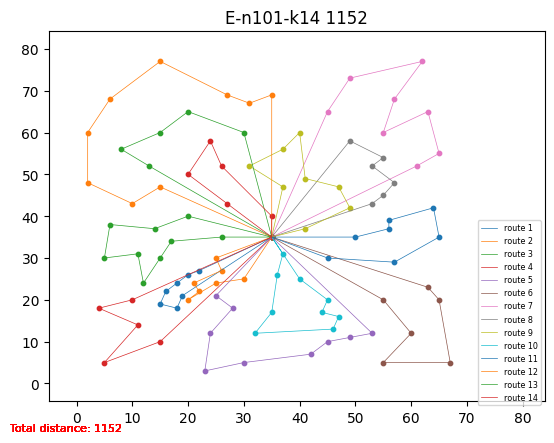 E-n101-k14 1152
80
70
60
50
40
30
20
10
0
0 10 20 30 40 50 60 70 80
route 1
route 2
route 3
route 4
route 5
route 6
route 7
route 8
route 9
route 10
route 11
route 12
route 13
route 14
Total distance: 1152